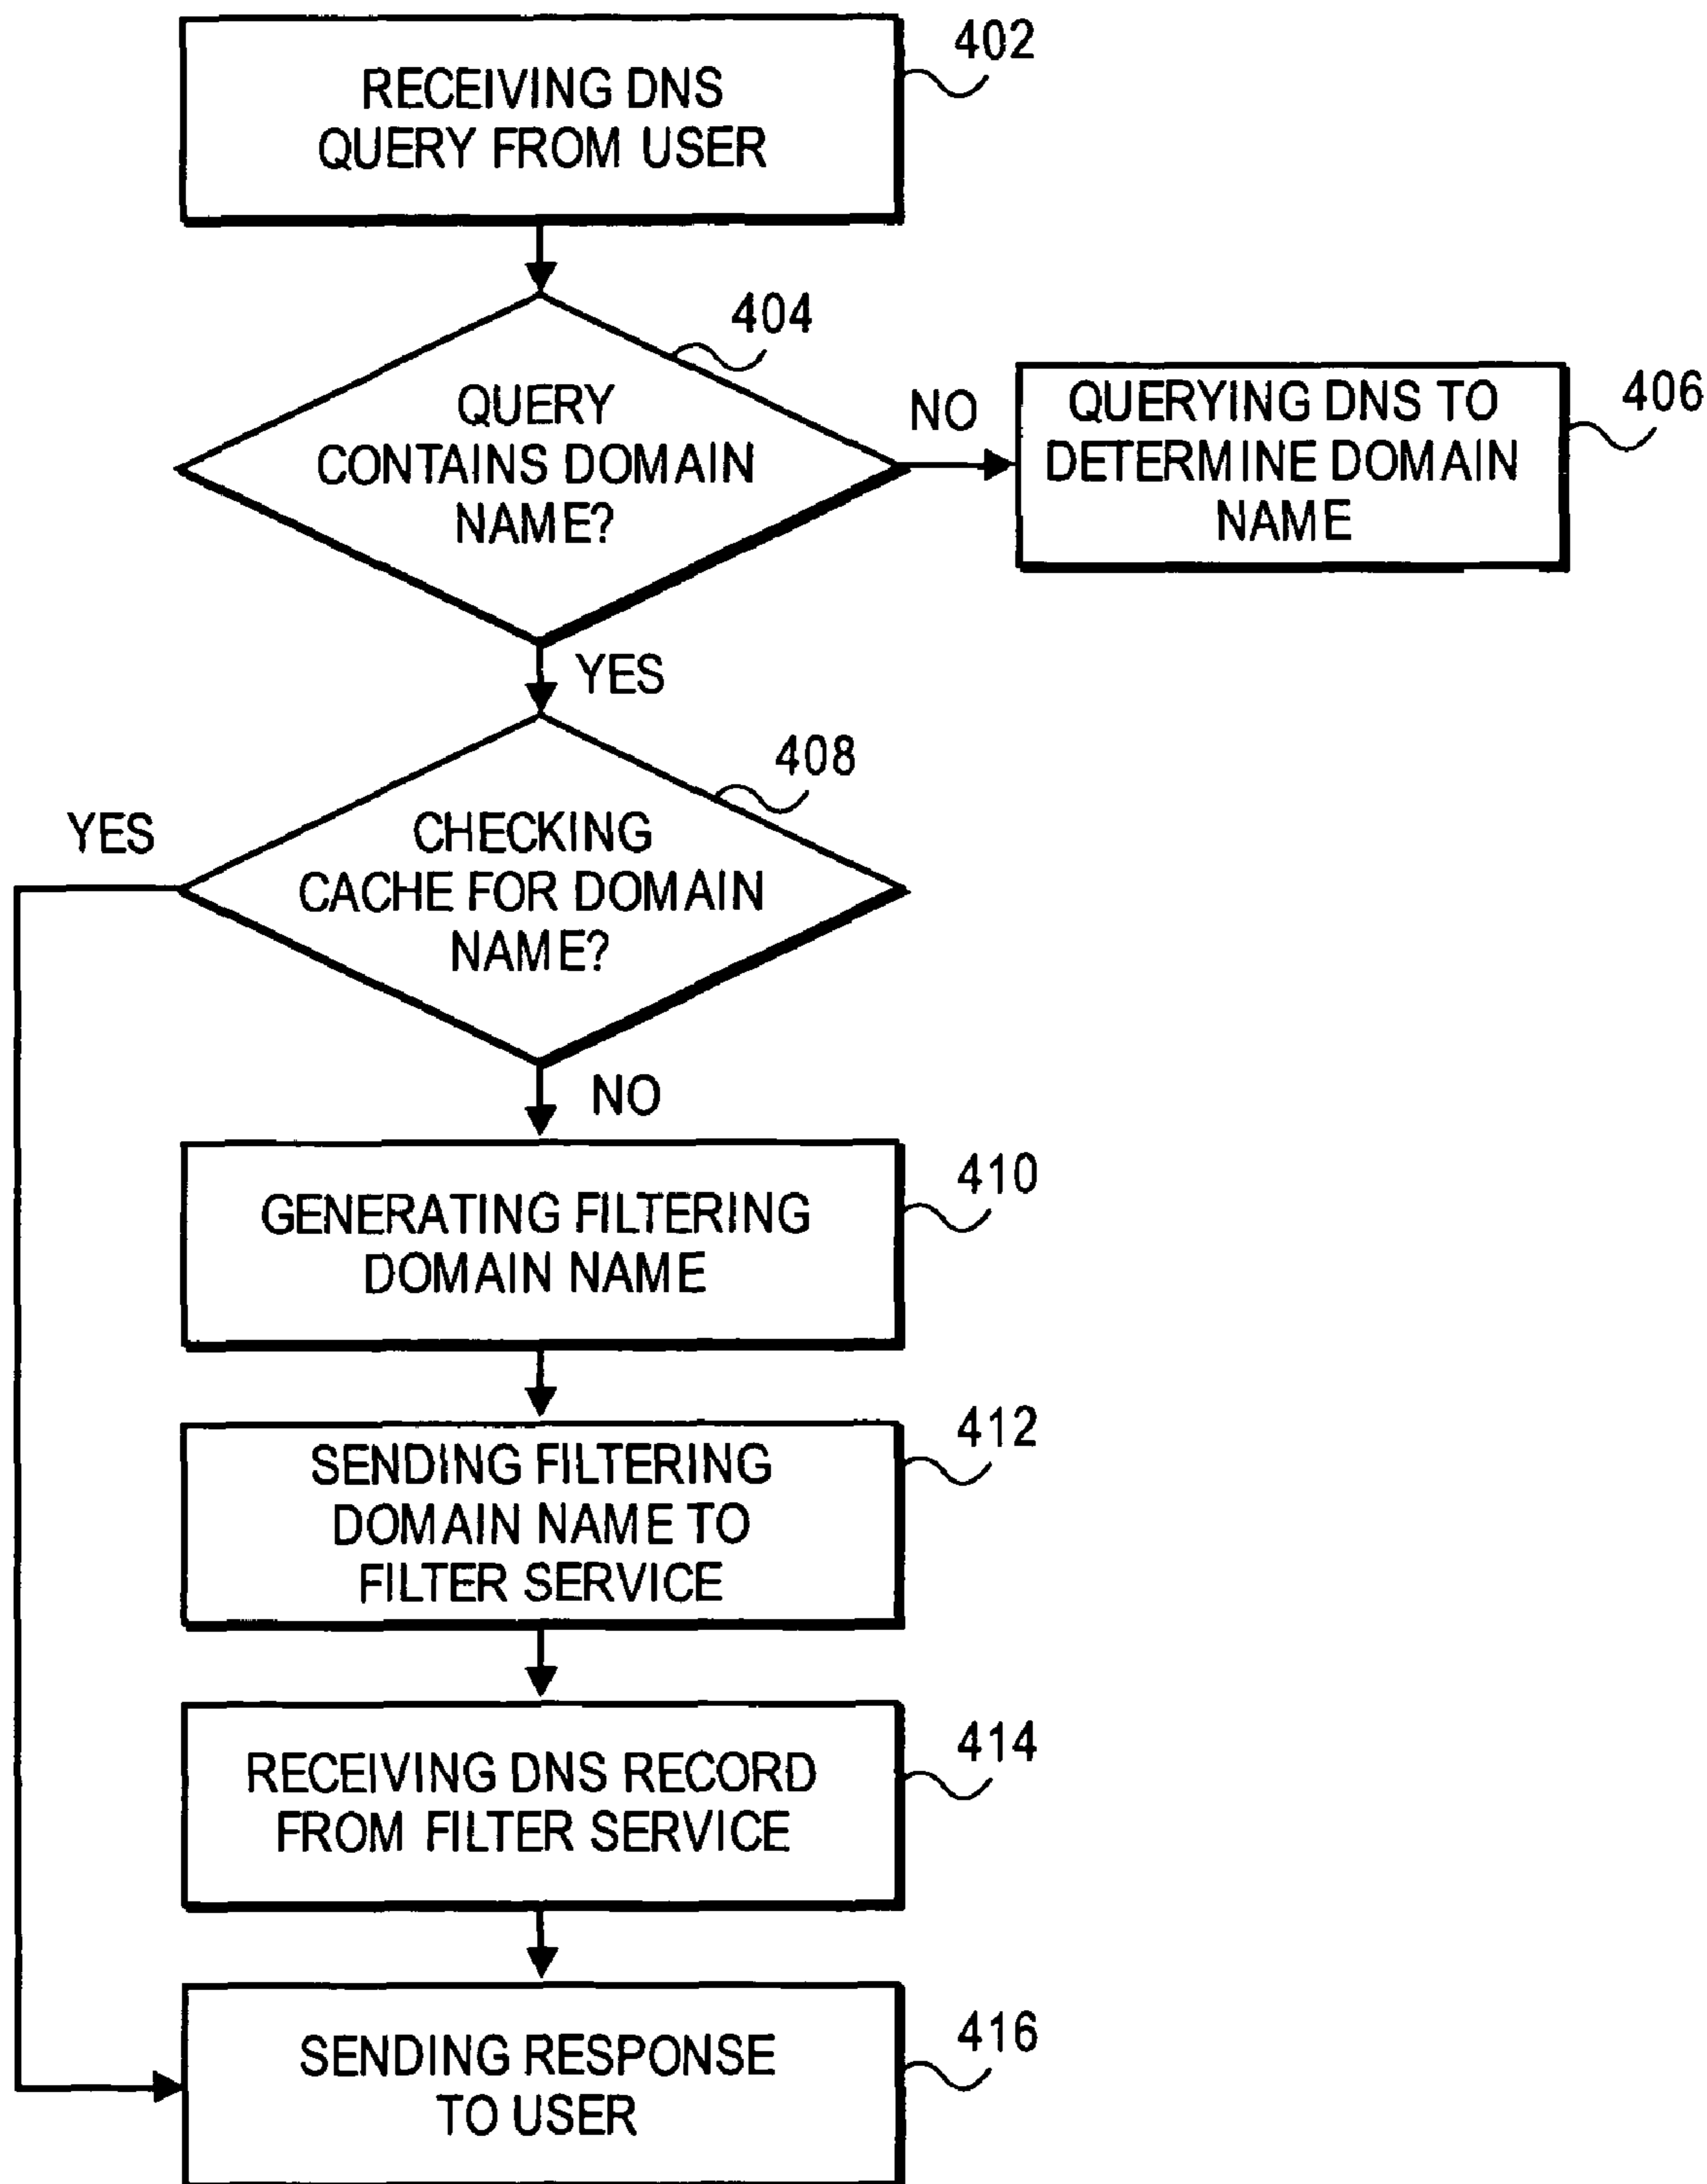 402
RECEIVING DNS
QUERY FROM USER
404
QUERY
CONTAINS DOMAIN
NAME?
NO
406
QUERYING DNS TO
DETERMINE DOMAIN
NAME
YES
408
YES
CHECKING
CACHE FOR DOMAIN
NAME?
NO
410
GENERATING FILTERING
DOMAIN NAME
412
SENDING FILTERING
DOMAIN NAME TO
FILTER SERVICE
414
RECEIVING DNS RECORD
FROM FILTER SERVICE
416
SENDING RESPONSE
TO USER